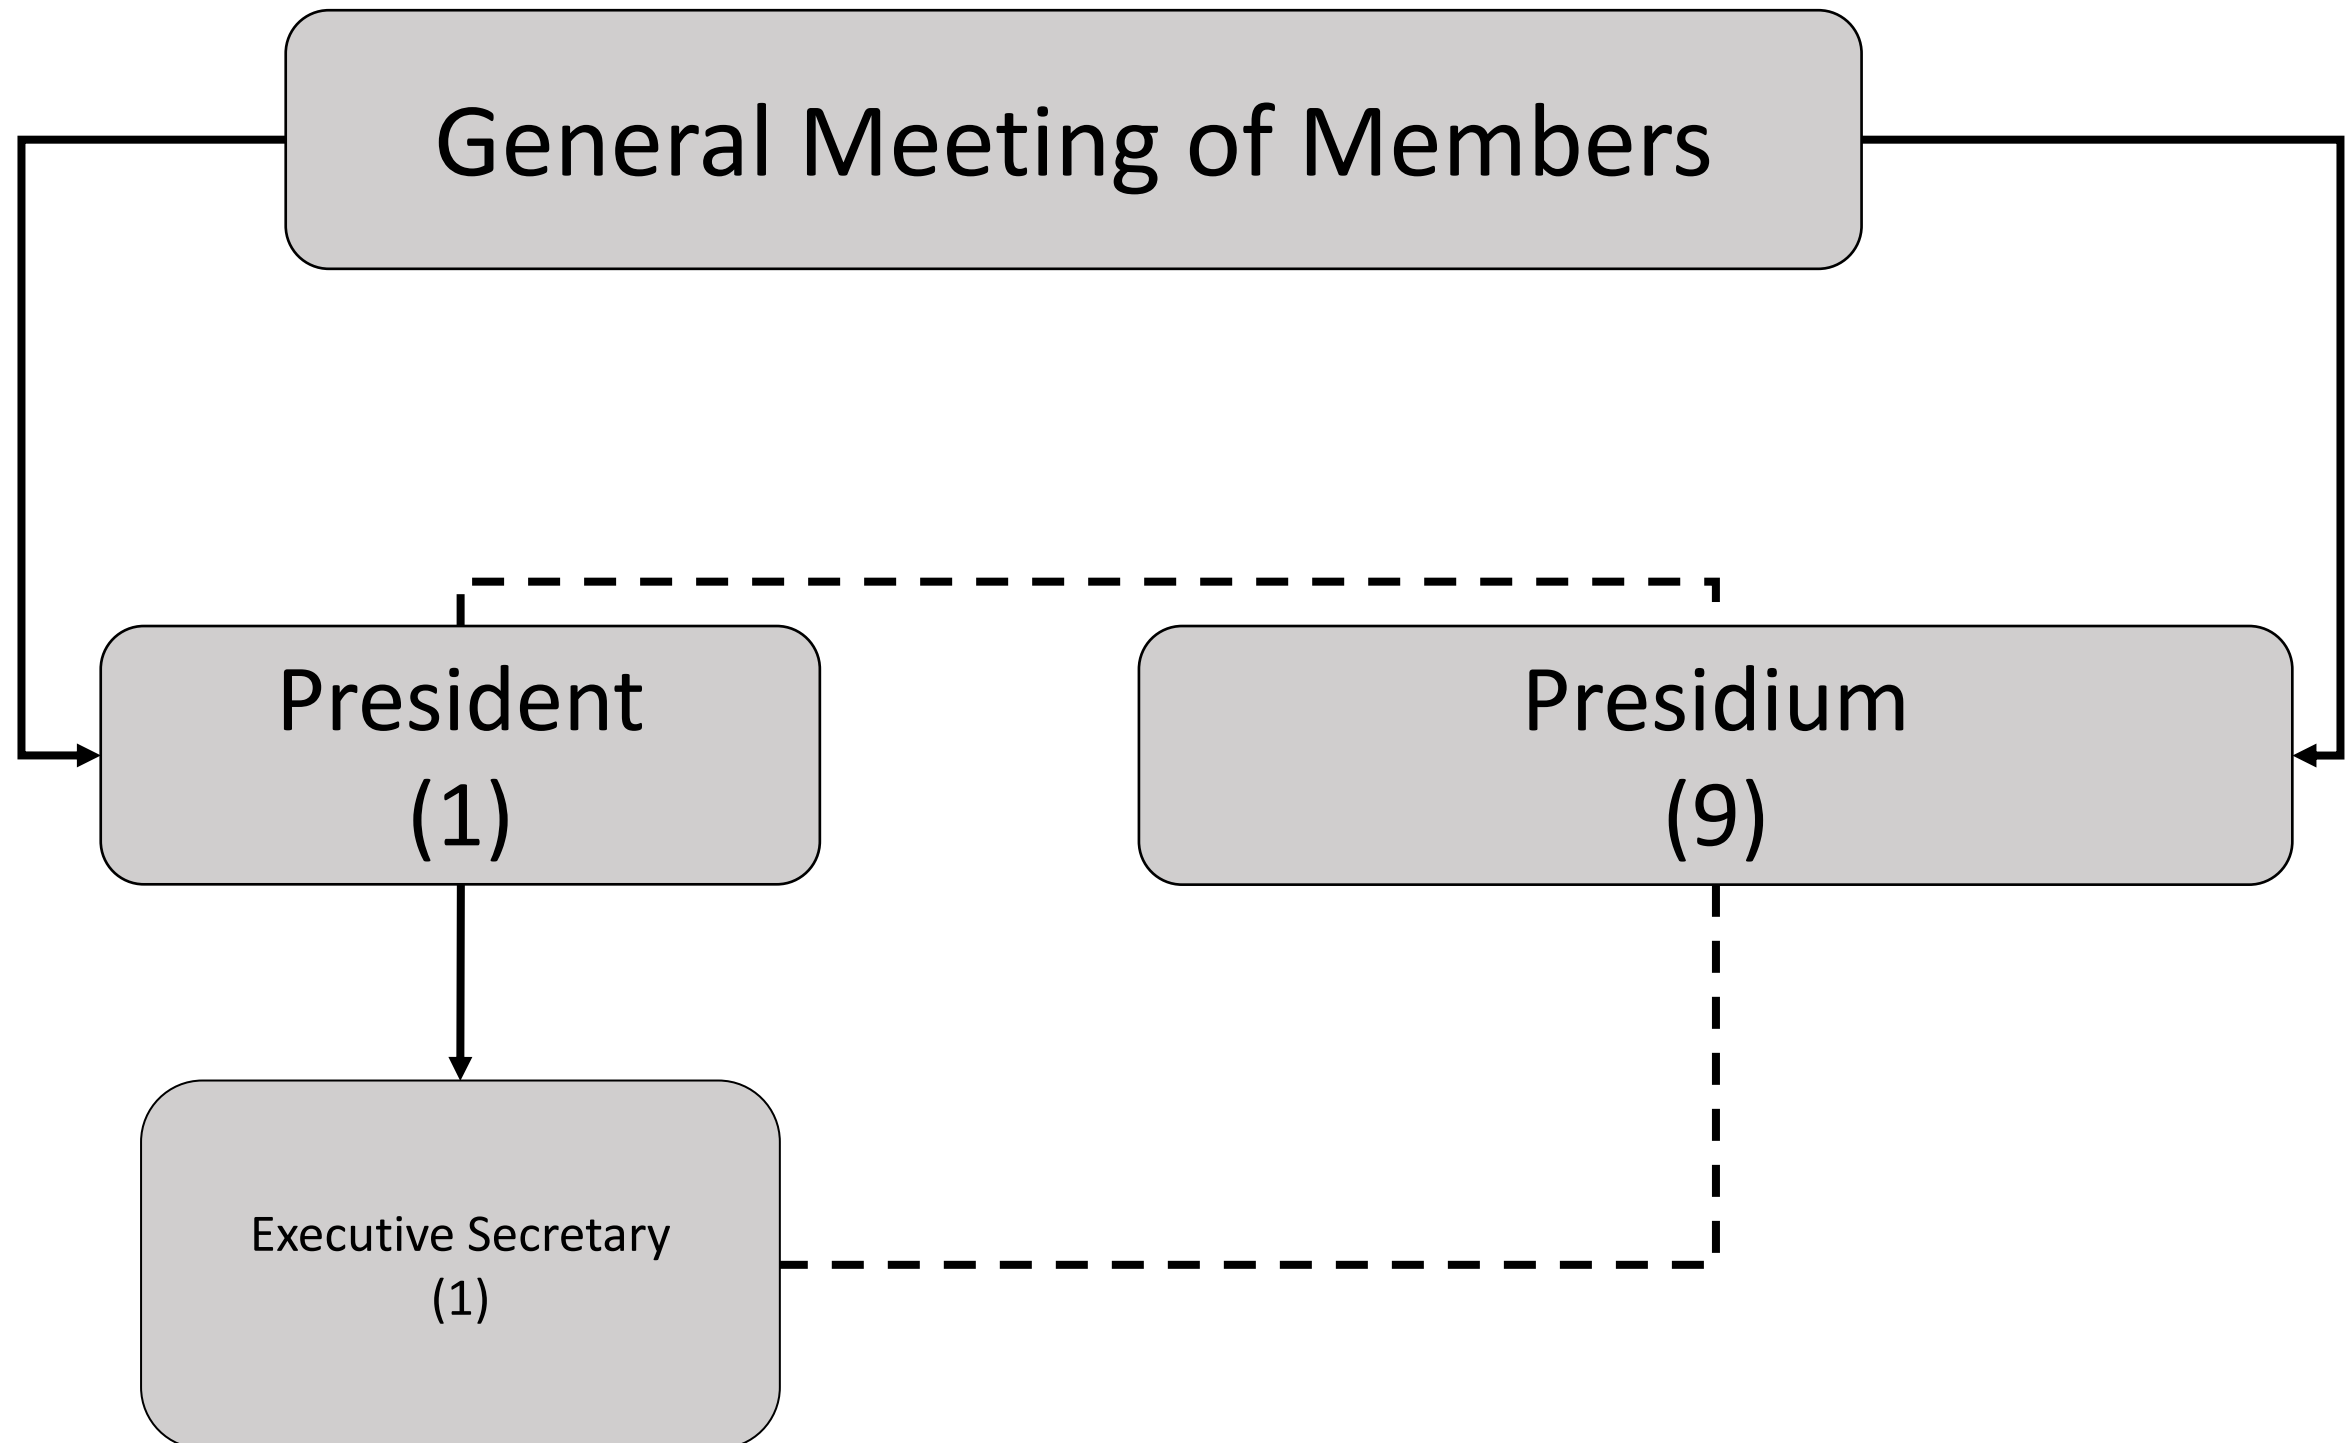 General Meeting of Members
President
(1)
Presidium
(9)
Executive Secretary
(1)